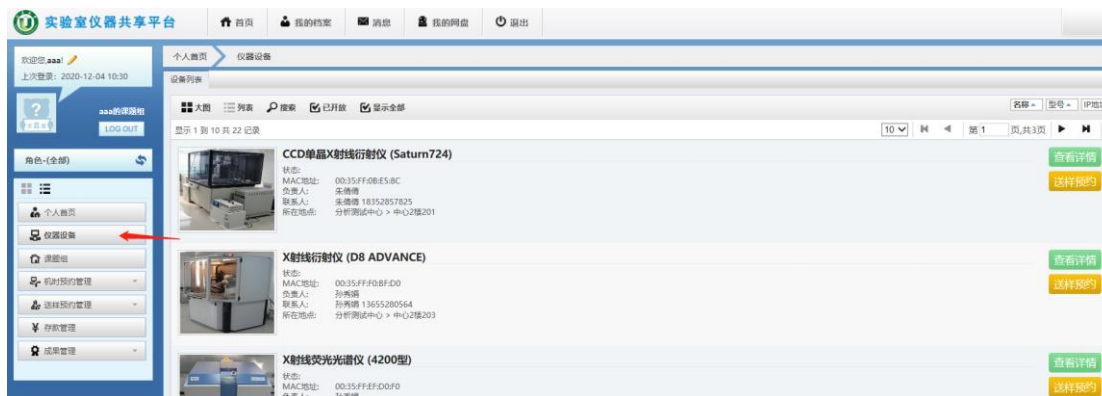 实验室仪器共享平台 首页 我的档案 消息 我的网盘 退出
欢迎您,aaa!
上次登录: 2020-12-04 10:30
aaa的课题组
LOG OUT
角色-(全部)
个人首页
仪器设备
课题组
机时预约管理
送样预约管理
存款管理
成果管理
个人首页 仪器设备
设备列表
大图 列表 搜索 已开放 显示全部 名称 型号 IP地
显示 1 到 10 共 22 记录 10 第 1 页,共3页
CCD单晶X射线衍射仪 (Saturn724)
状态:
MAC地址: 00:35:FF:0B:E5:8C
负责人: 朱倩倩
联系人: 朱倩倩 18352857825
所在地点: 分析测试中心 > 中心2楼201
查看详情
送样预约
X射线衍射仪 (D8 ADVANCE)
状态:
MAC地址: 00:35:FF:F0:BF:D0
负责人: 孙秀娟
联系人: 孙秀娟 13655280564
所在地点: 分析测试中心 > 中心2楼203
查看详情
送样预约
X射线荧光光谱仪 (4200型)
状态:
MAC地址: 00:35:FF:EF:D0:F0
查看详情
送样预约